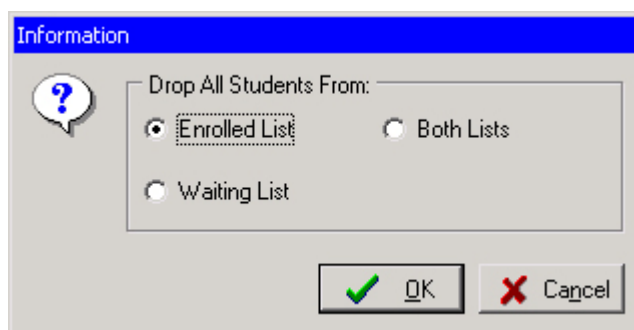 Information
?
Drop All Students From:
Enrolled List
Both Lists
Waiting List
OK
Cancel